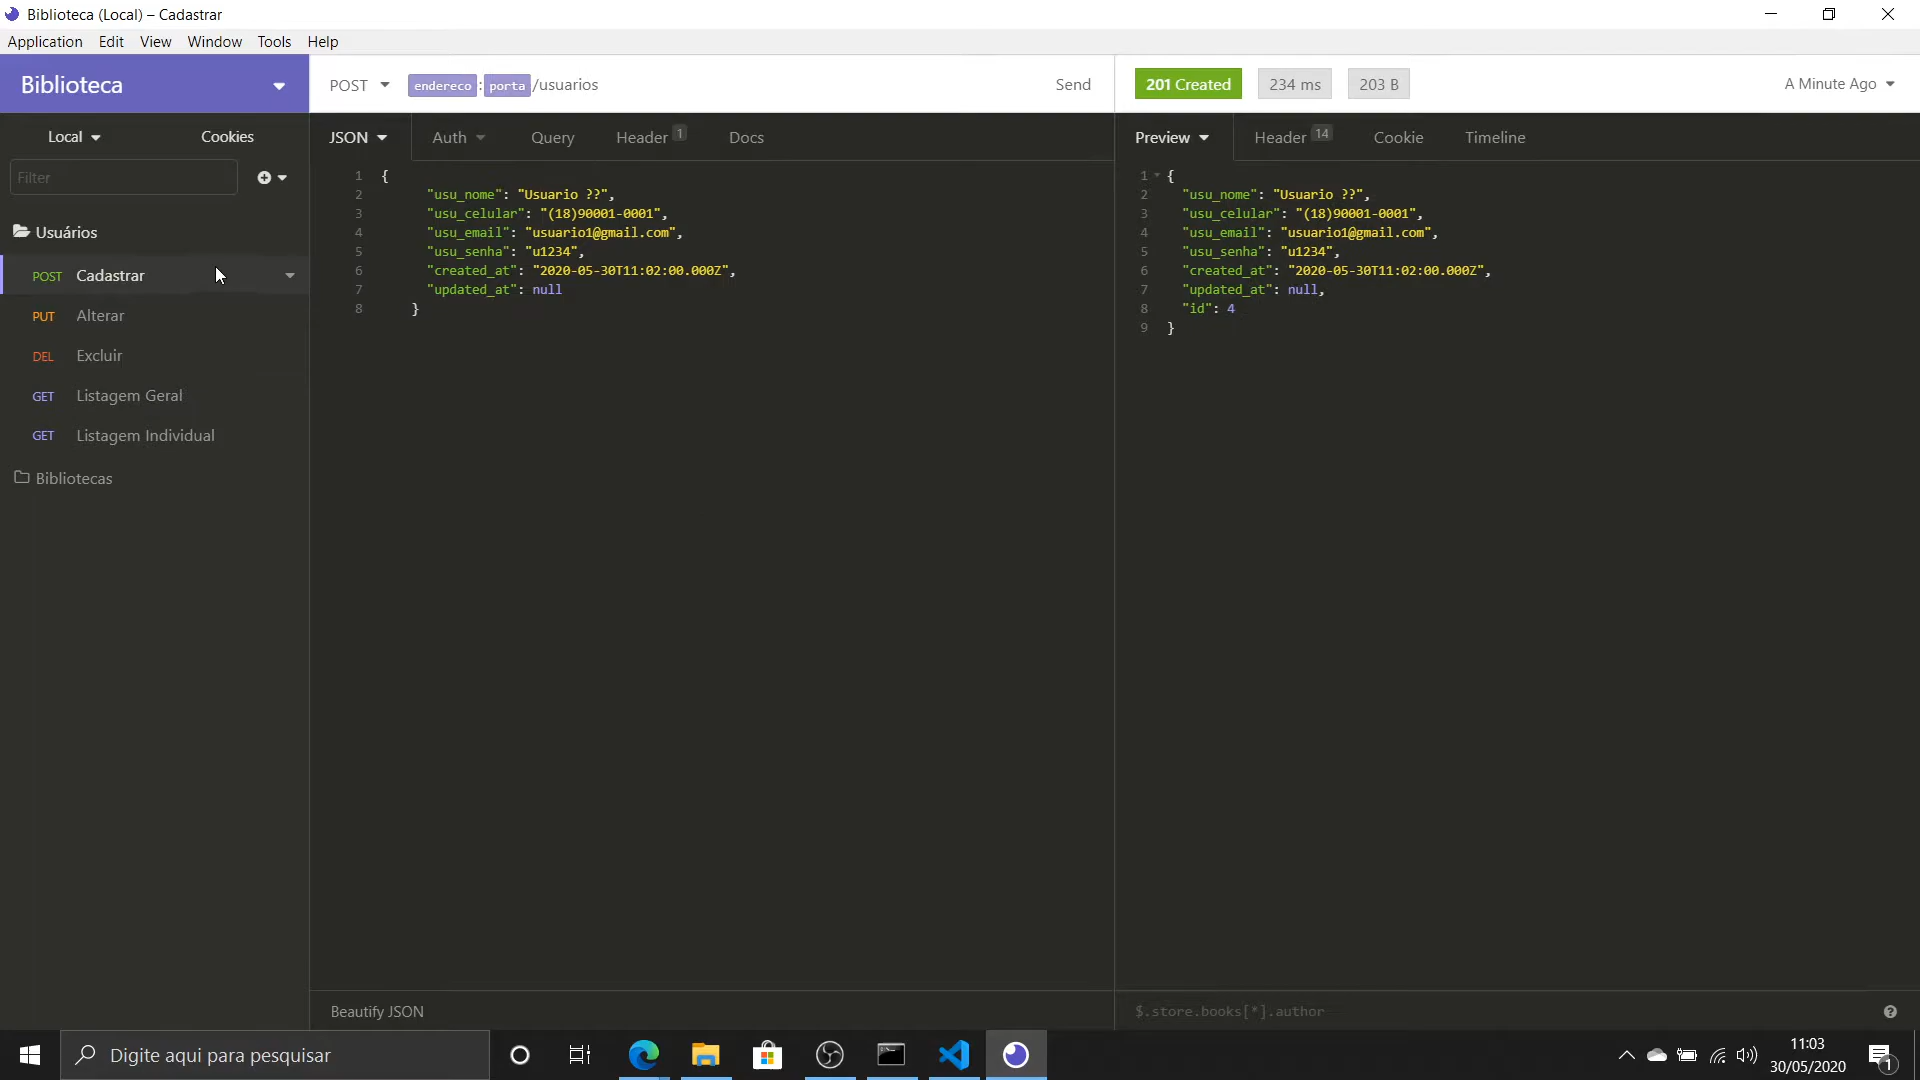 Biblioteca (Local) – Cadastrar
Application Edit View Window Tools Help
Biblioteca
POST endereco:porta/usuarios Send
201 Created 234 ms 203 B A Minute Ago
Local Cookies
JSON Auth Query Header 1 Docs
Preview Header 14 Cookie Timeline
Filter
Usuários
POST Cadastrar
PUT Alterar
DEL Excluir
GET Listagem Geral
GET Listagem Individual
Bibliotecas
1 {
2 "usu_nome": "Usuario ??",
3 "usu_celular": "(18)90001-0001",
4 "usu_email": "usuario1@gmail.com",
5 "usu_senha": "u1234",
6 "created_at": "2020-05-30T11:02:00.000Z",
7 "updated_at": null
8 }
1 {
2 "usu_nome": "Usuario ??",
3 "usu_celular": "(18)90001-0001",
4 "usu_email": "usuario1@gmail.com",
5 "usu_senha": "u1234",
6 "created_at": "2020-05-30T11:02:00.000Z",
7 "updated_at": null,
8 "id": 4
9 }
Beautify JSON
$.store.books[*].author
Digite aqui para pesquisar
11:03
30/05/2020
1